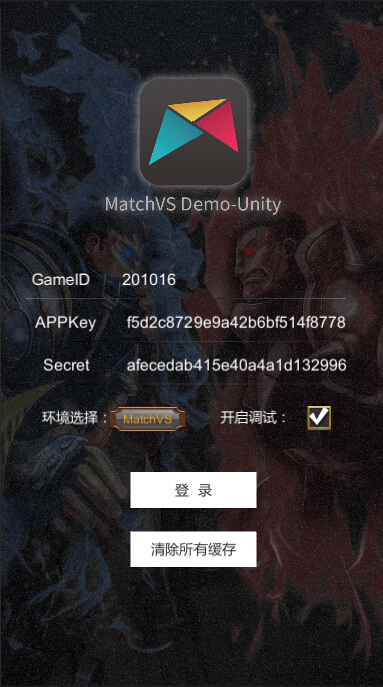 MatchVS Demo-Unity
GameID 201016
APPKey f5d2c8729e9a42b6bf514f8778
Secret afecedab415e40a4a1d132996
环境选择： MatchVS 开启调试：
登 录
清除所有缓存